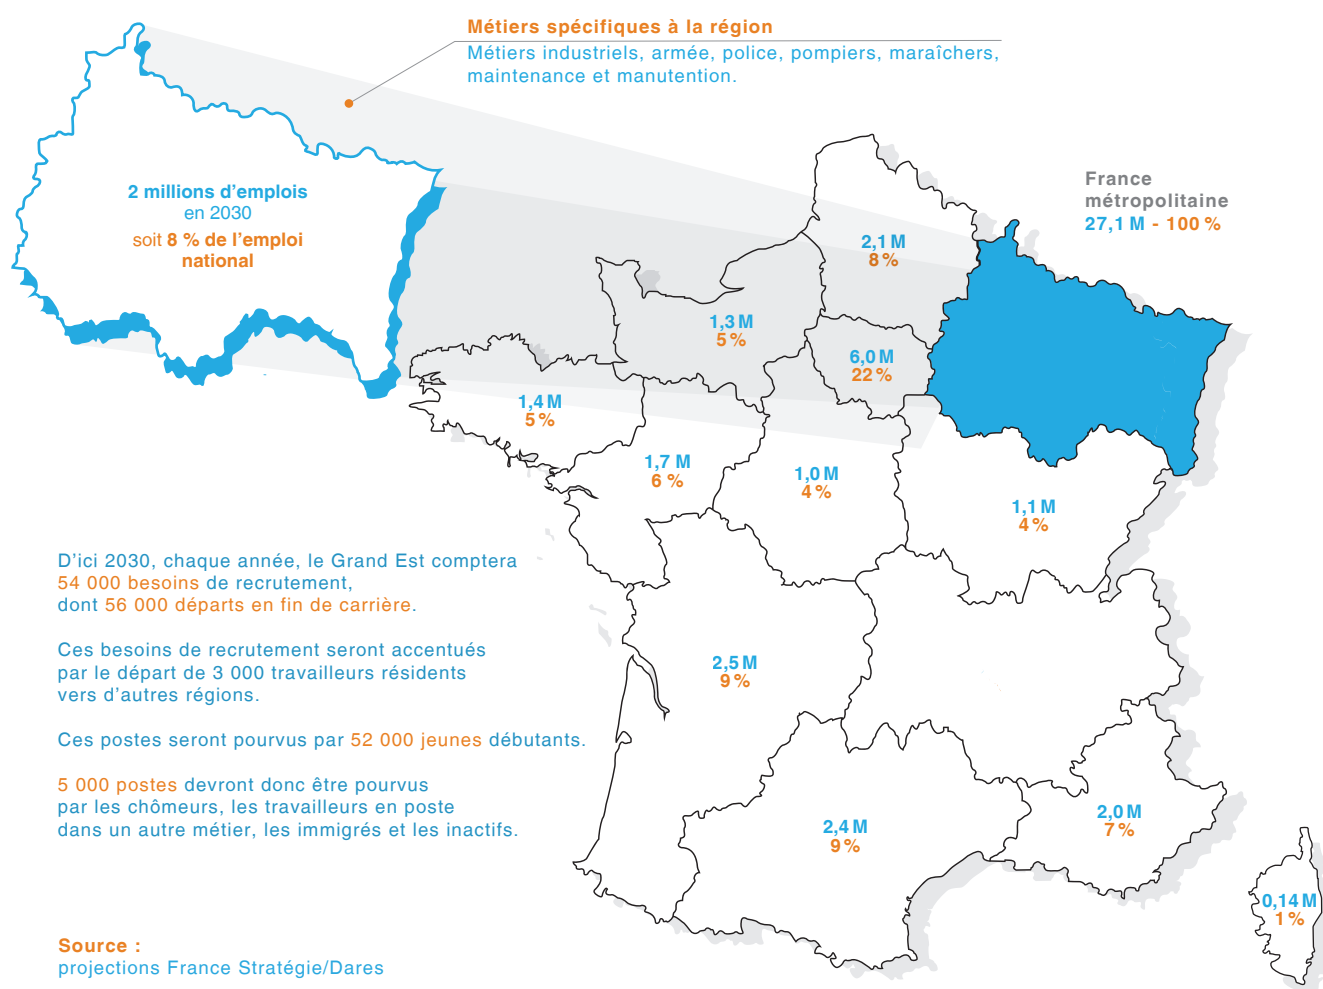 Métiers spécifiques à la région
Métiers industriels, armée, police, pompiers, maraîchers,
maintenance et manutention.
2 millions d’emplois
en 2030
soit 8 % de l’emploi
national
France
métropolitaine
27,1 M - 100 %
2,1 M
8 %
1,3 M
5 %
6,0 M
22 %
1,4 M
5 %
1,7 M
6 %
1,0 M
4 %
1,1 M
4 %
2,5 M
9 %
2,4 M
9 %
2,0 M
7 %
0,14 M
1 %
D’ici 2030, chaque année, le Grand Est comptera
54 000 besoins de recrutement,
dont 56 000 départs en fin de carrière.
Ces besoins de recrutement seront accentués
par le départ de 3 000 travailleurs résidents
vers d’autres régions.
Ces postes seront pourvus par 52 000 jeunes débutants.
5 000 postes devront donc être pourvus
par les chômeurs, les travailleurs en poste
dans un autre métier, les immigrés et les inactifs.
Source :
projections France Stratégie/Dares